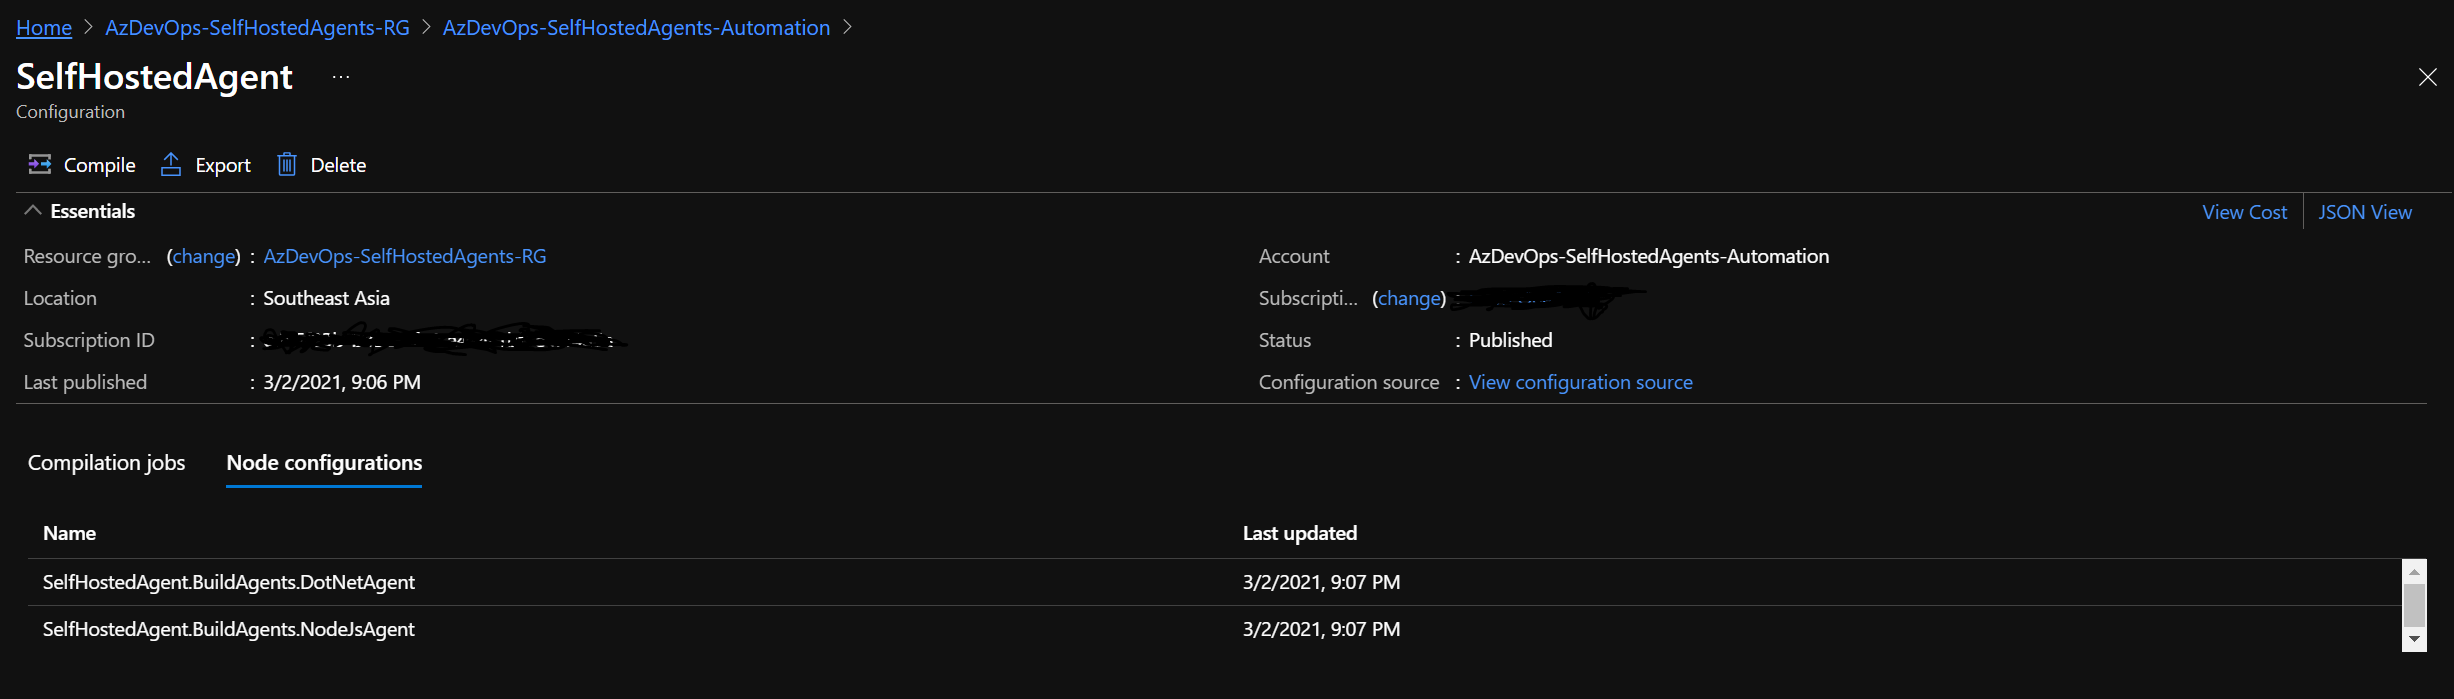 Home > AzDevOps-SelfHostedAgents-RG > AzDevOps-SelfHostedAgents-Automation >
SelfHostedAgent ...
Configuration
Compile Export Delete
Essentials View Cost JSON View
Resource gro... (change) : AzDevOps-SelfHostedAgents-RG Account : AzDevOps-SelfHostedAgents-Automation
Location : Southeast Asia Subscripti... (change) :
Subscription ID : Status : Published
Last published : 3/2/2021, 9:06 PM Configuration source : View configuration source
Compilation jobs Node configurations
Name Last updated
SelfHostedAgent.BuildAgents.DotNetAgent 3/2/2021, 9:07 PM
SelfHostedAgent.BuildAgents.NodeJsAgent 3/2/2021, 9:07 PM